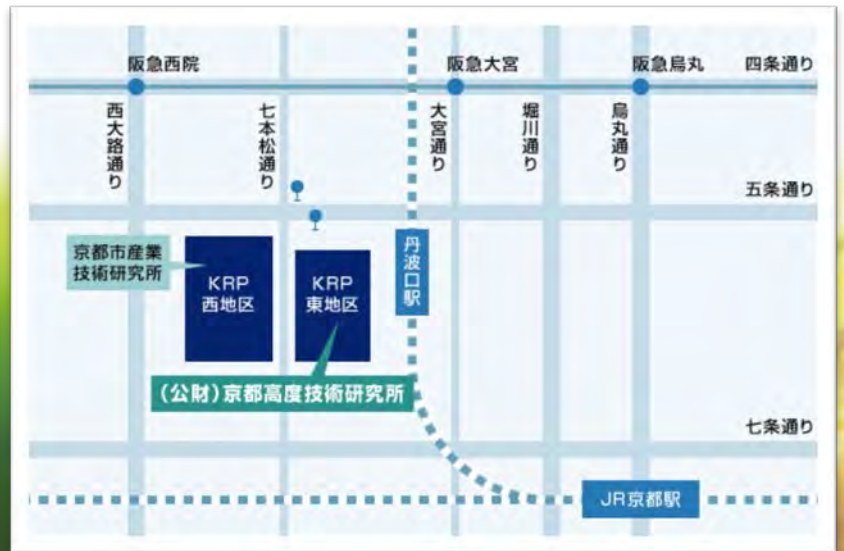 阪急西院
阪急大宮
阪急烏丸
四条通り
西大路通り
七本松通り
大宮通り
堀川通り
烏丸通り
五条通り
京都市産業
技術研究所
KRP
西地区
KRP
東地区
丹波口駅
(公財)京都高度技術研究所
七条通り
JR京都駅